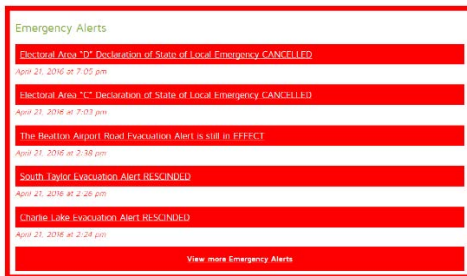 Emergency Alerts
Electoral Area "D" Declaration of State of Local Emergency CANCELLED
April 21, 2016 at 7:05 pm
Electoral Area "C" Declaration of State of Local Emergency CANCELLED
April 21, 2016 at 7:03 pm
The Beatton Airport Road Evacuation Alert is still in EFFECT
April 21, 2016 at 2:38 pm
South Taylor Evacuation Alert RESCINDED
April 21, 2016 at 2:26 pm
Charlie Lake Evacuation Alert RESCINDED
April 21, 2016 at 2:24 pm
View more Emergency Alerts